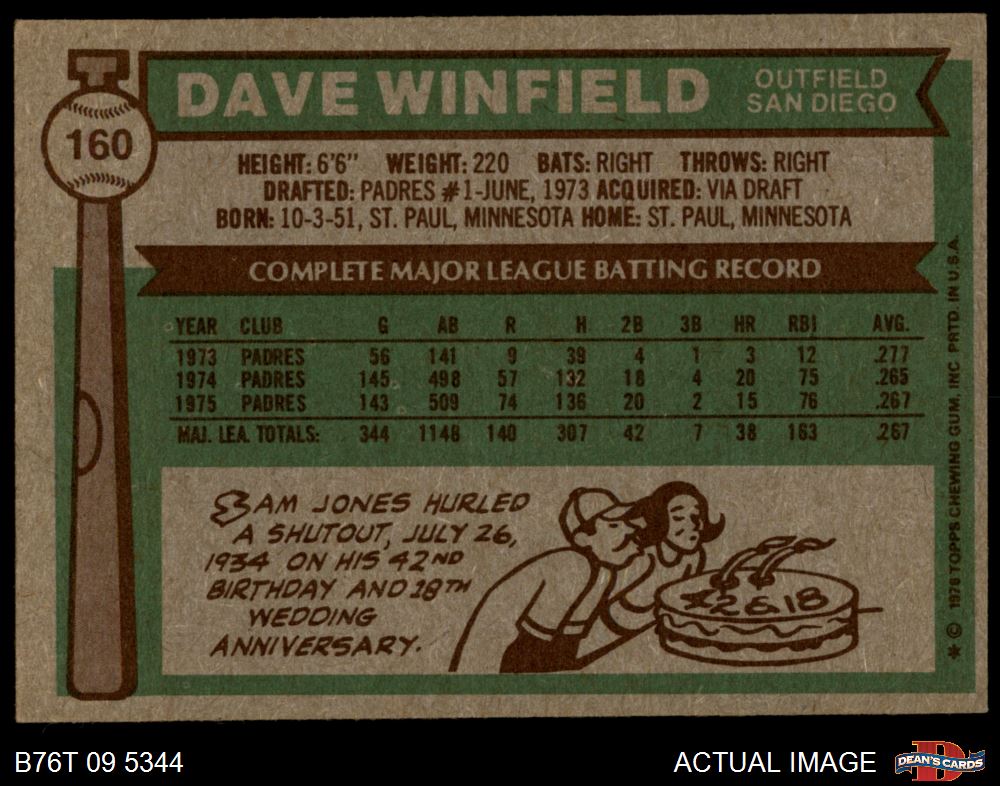 160
DAVE WINFIELD
OUTFIELD
SAN DIEGO
HEIGHT: 6'6" WEIGHT: 220 BATS: RIGHT THROWS: RIGHT
DRAFTED: PADRES #1-JUNE, 1973 ACQUIRED: VIA DRAFT
BORN: 10-3-51, ST. PAUL, MINNESOTA HOME: ST. PAUL, MINNESOTA
COMPLETE MAJOR LEAGUE BATTING RECORD
YEAR CLUB G AB R H 2B 3B HR RBI AVG.
1973 PADRES 56 141 9 39 4 1 3 12 .277
1974 PADRES 145 498 57 132 18 4 20 75 .265
1975 PADRES 143 509 74 136 20 2 15 76 .267
MAJ. LEA. TOTALS: 344 1148 140 307 42 7 38 163 .267
SAM JONES HURLED
A SHUTOUT, JULY 26,
1934 ON HIS 42ND
BIRTHDAY AND 18TH
WEDDING
ANNIVERSARY.
42 & 18
* © 1976 TOPPS CHEWING GUM, INC PRTD. IN U.S.A.
B76T 09 5344
ACTUAL IMAGE
DEAN'S CARDS